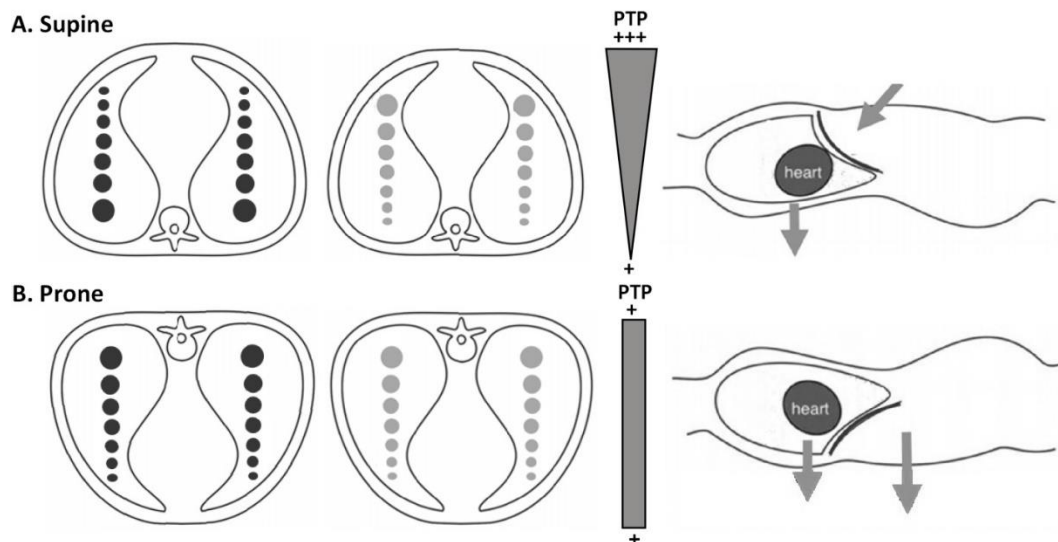 A. Supine
PTP
+++
heart
+
B. Prone
PTP
+
heart
+